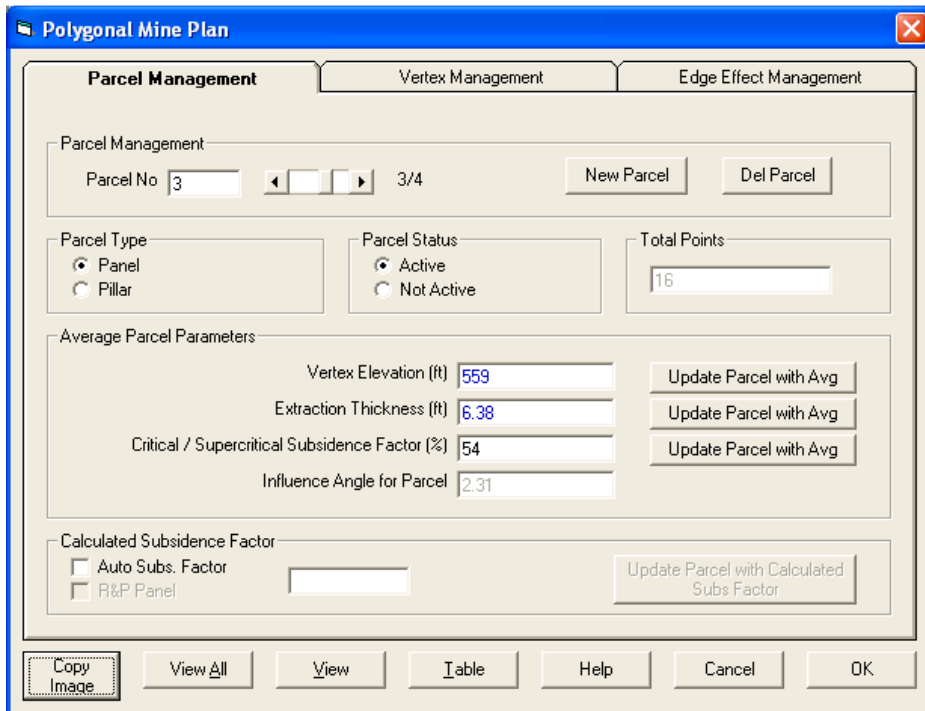 Polygonal Mine Plan
Parcel Management Vertex Management Edge Effect Management
Parcel Management
Parcel No 3 3/4 New Parcel Del Parcel
Parcel Type Parcel Status Total Points
Panel Active 16
Pillar Not Active
Average Parcel Parameters
Vertex Elevation (ft) 559 Update Parcel with Avg
Extraction Thickness (ft) 6.38 Update Parcel with Avg
Critical / Supercritical Subsidence Factor (%) 54 Update Parcel with Avg
Influence Angle for Parcel 2.31
Calculated Subsidence Factor
Auto Subs. Factor Update Parcel with Calculated
R&P Panel Subs Factor
Copy View All View Table Help Cancel OK
Image